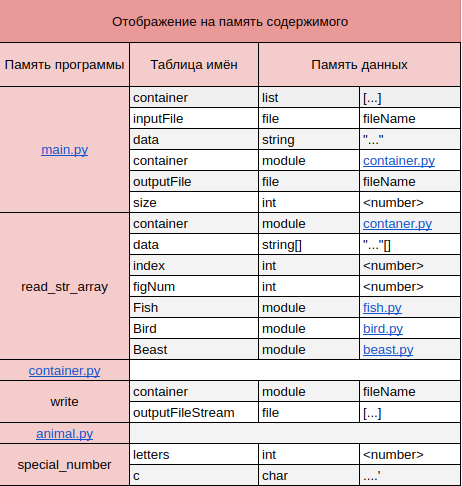 Отображение на память содержимого
Память программы Таблица имён Память данных
main.py container list [...]
inputFile file fileName
data string "..."
container module container.py
outputFile file fileName
size int <number>
read_str_array container module contaner.py
data string[] "..."[]
index int <number>
figNum int <number>
Fish module fish.py
Bird module bird.py
Beast module beast.py
container.py
write container module fileName
outputFileStream file [...]
animal.py
special_number letters int <number>
c char ....'